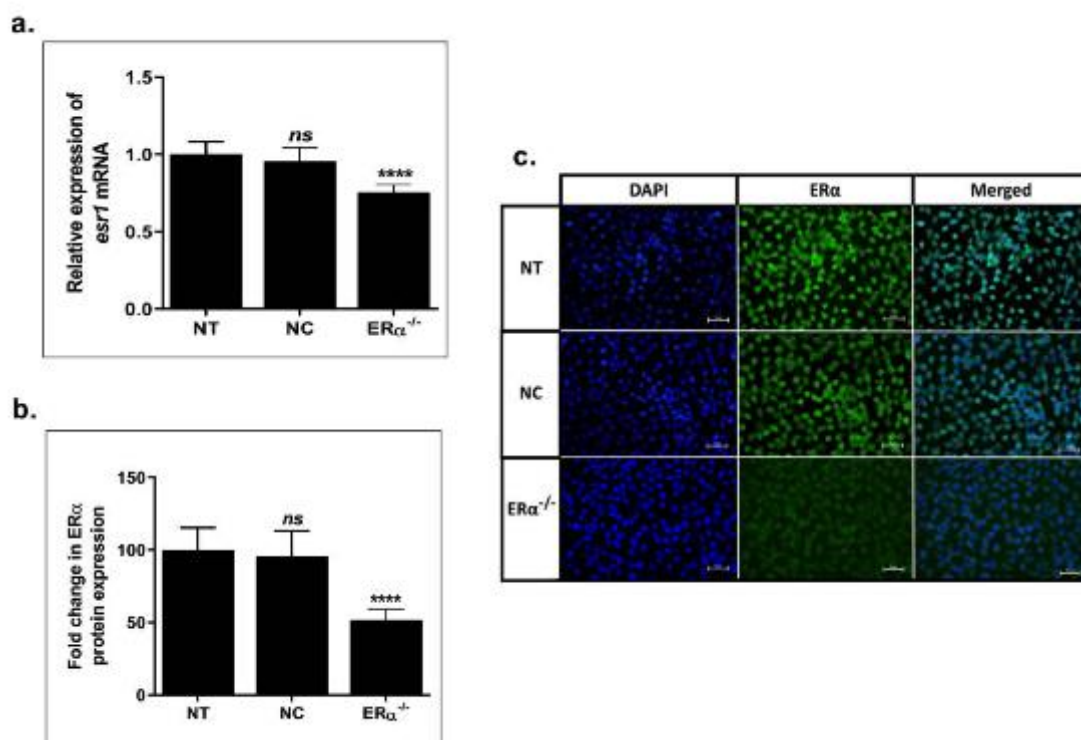 a.
Relative expression of
esr1 mRNA
1.5
1.0
0.5
0.0
ns
****
NT NC ERα-/-
b.
Fold change in ERα
protein expression
150
100
50
0
ns
****
NT NC ERα-/-
c.
DAPI ERα Merged
NT
NC
ERα-/-